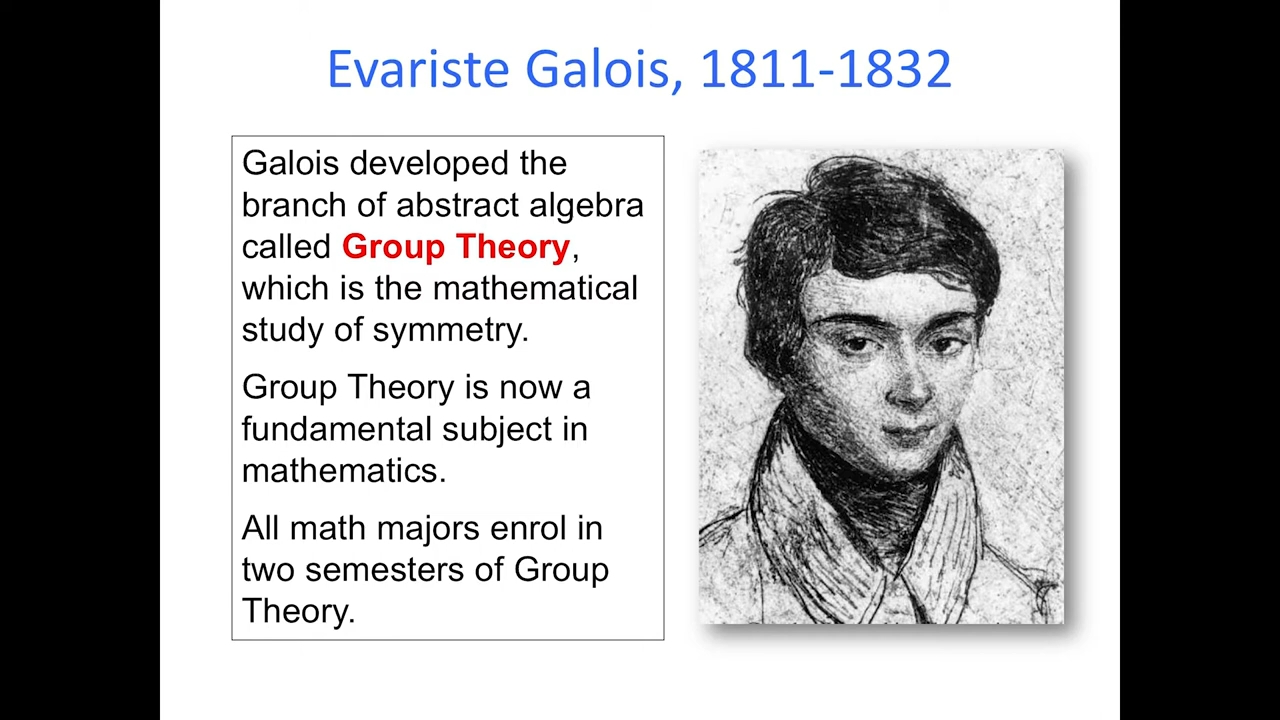 Evariste Galois, 1811-1832
Galois developed the
branch of abstract algebra
called Group Theory,
which is the mathematical
study of symmetry.
Group Theory is now a
fundamental subject in
mathematics.
All math majors enrol in
two semesters of Group
Theory.